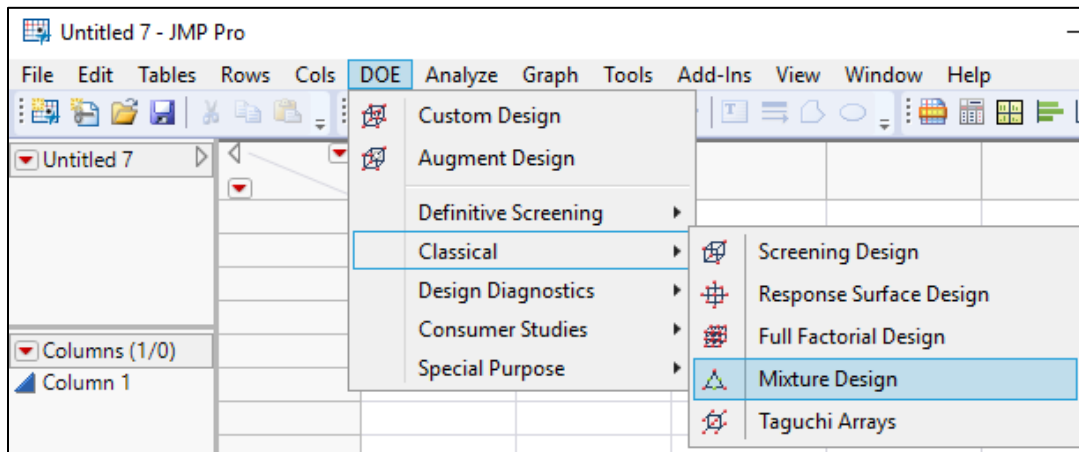 Untitled 7 - JMP Pro
File Edit Tables Rows Cols DOE Analyze Graph Tools Add-Ins View Window Help
Untitled 7
Columns (1/0)
Column 1
Custom Design
Augment Design
Definitive Screening
Classical
Design Diagnostics
Consumer Studies
Special Purpose
Screening Design
Response Surface Design
Full Factorial Design
Mixture Design
Taguchi Arrays